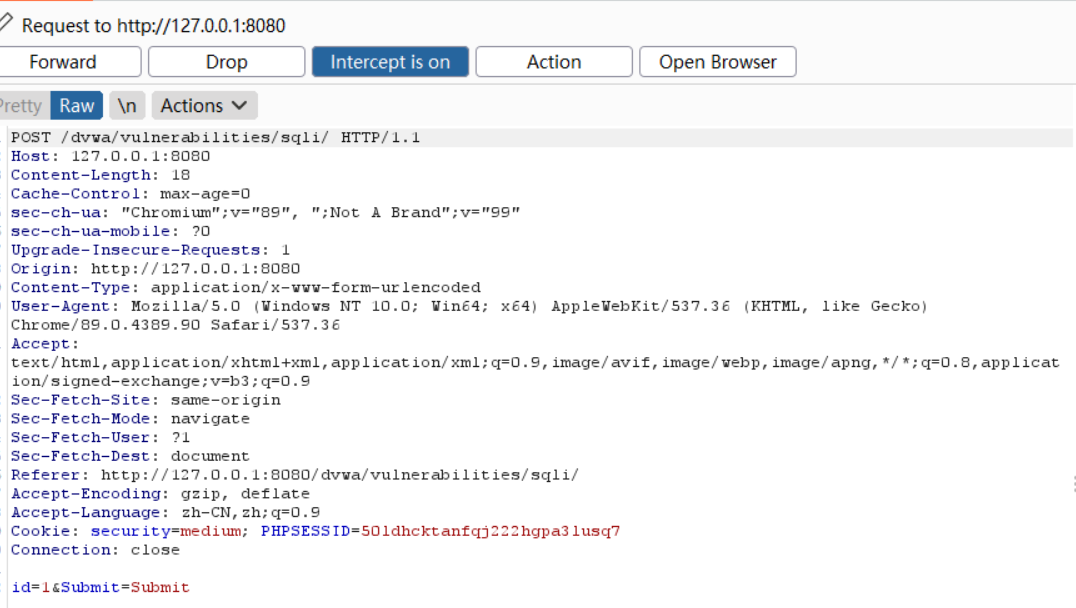 Request to http://127.0.0.1:8080
Forward Drop Intercept is on Action Open Browser
Pretty Raw \n Actions
POST /dvwa/vulnerabilities/sqli/ HTTP/1.1
Host: 127.0.0.1:8080
Content-Length: 18
Cache-Control: max-age=0
sec-ch-ua: "Chromium";v="89", ";Not A Brand";v="99"
sec-ch-ua-mobile: ?0
Upgrade-Insecure-Requests: 1
Origin: http://127.0.0.1:8080
Content-Type: application/x-www-form-urlencoded
User-Agent: Mozilla/5.0 (Windows NT 10.0; Win64; x64) AppleWebKit/537.36 (KHTML, like Gecko)
Chrome/89.0.4389.90 Safari/537.36
Accept:
text/html,application/xhtml+xml,application/xml;q=0.9,image/avif,image/webp,image/apng,*/*;q=0.8,applicat
ion/signed-exchange;v=b3;q=0.9
Sec-Fetch-Site: same-origin
Sec-Fetch-Mode: navigate
Sec-Fetch-User: ?1
Sec-Fetch-Dest: document
Referer: http://127.0.0.1:8080/dvwa/vulnerabilities/sqli/
Accept-Encoding: gzip, deflate
Accept-Language: zh-CN,zh;q=0.9
Cookie: security=medium; PHPSESSID=50ldhcktanfqj222hgpa3lusq7
Connection: close
id=1&Submit=Submit